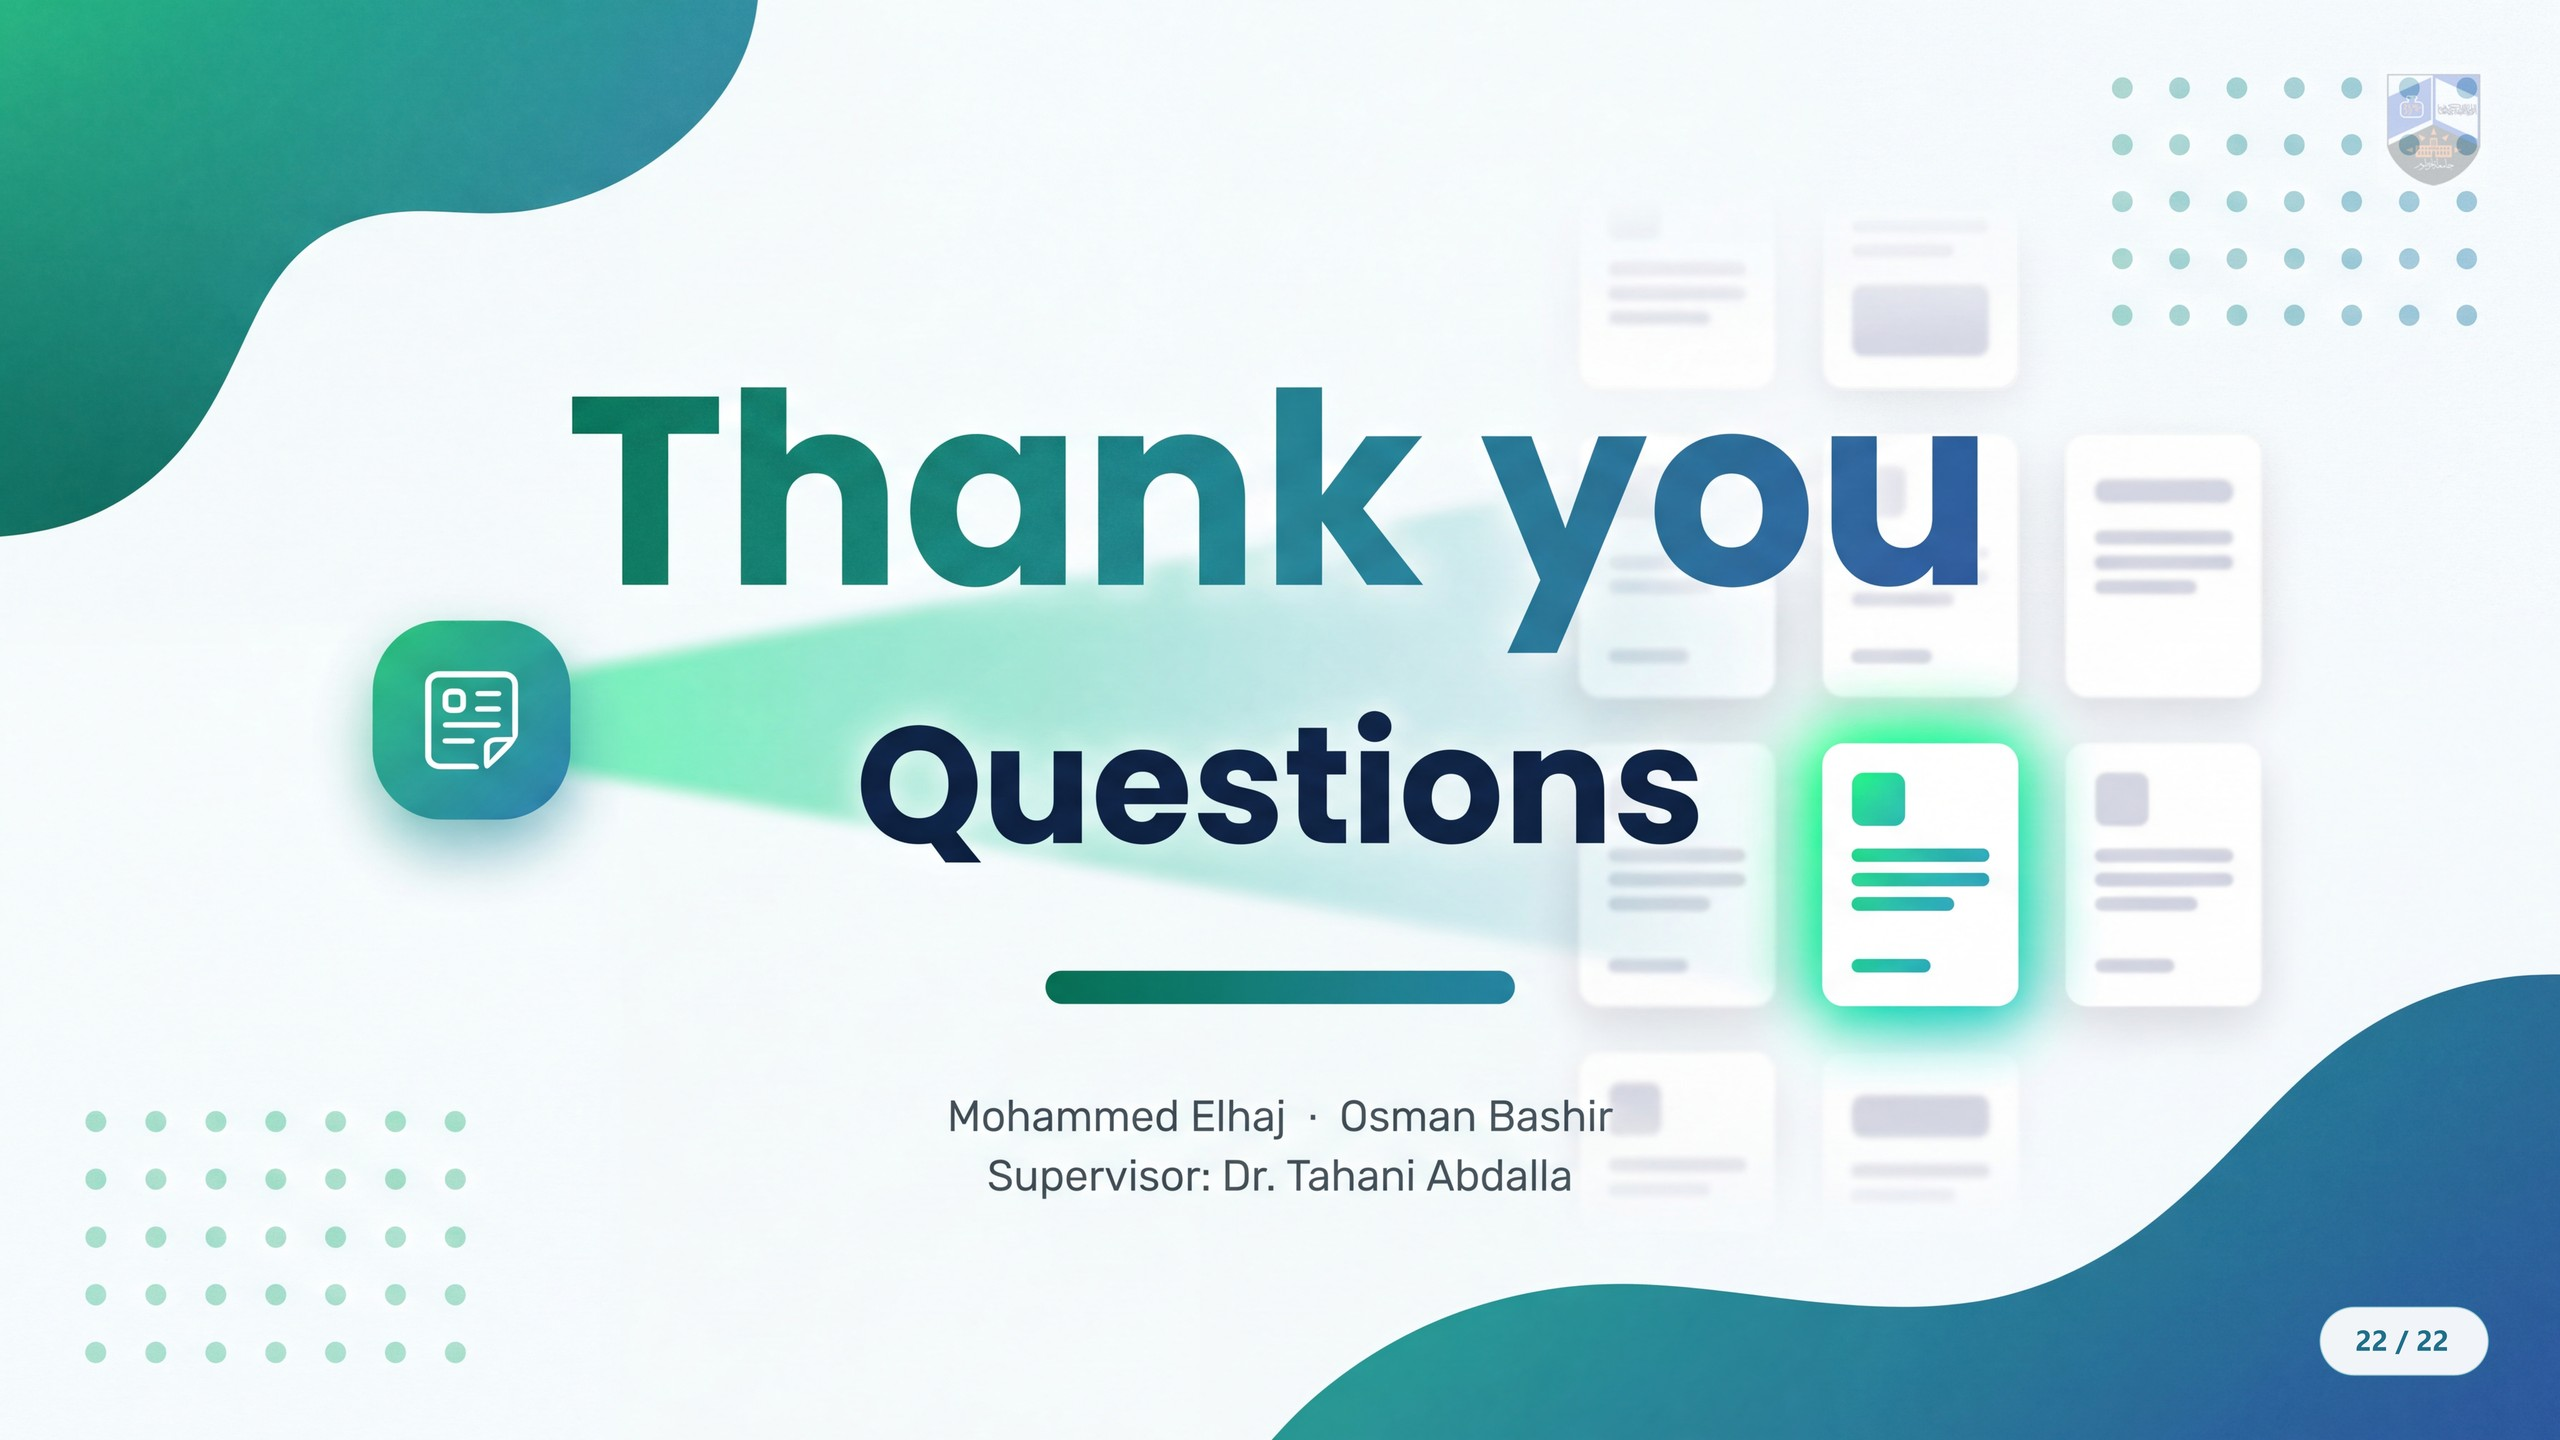 Thank you
Questions
Mohammed Elhaj · Osman Bashir
Supervisor: Dr. Tahani Abdalla
22 / 22